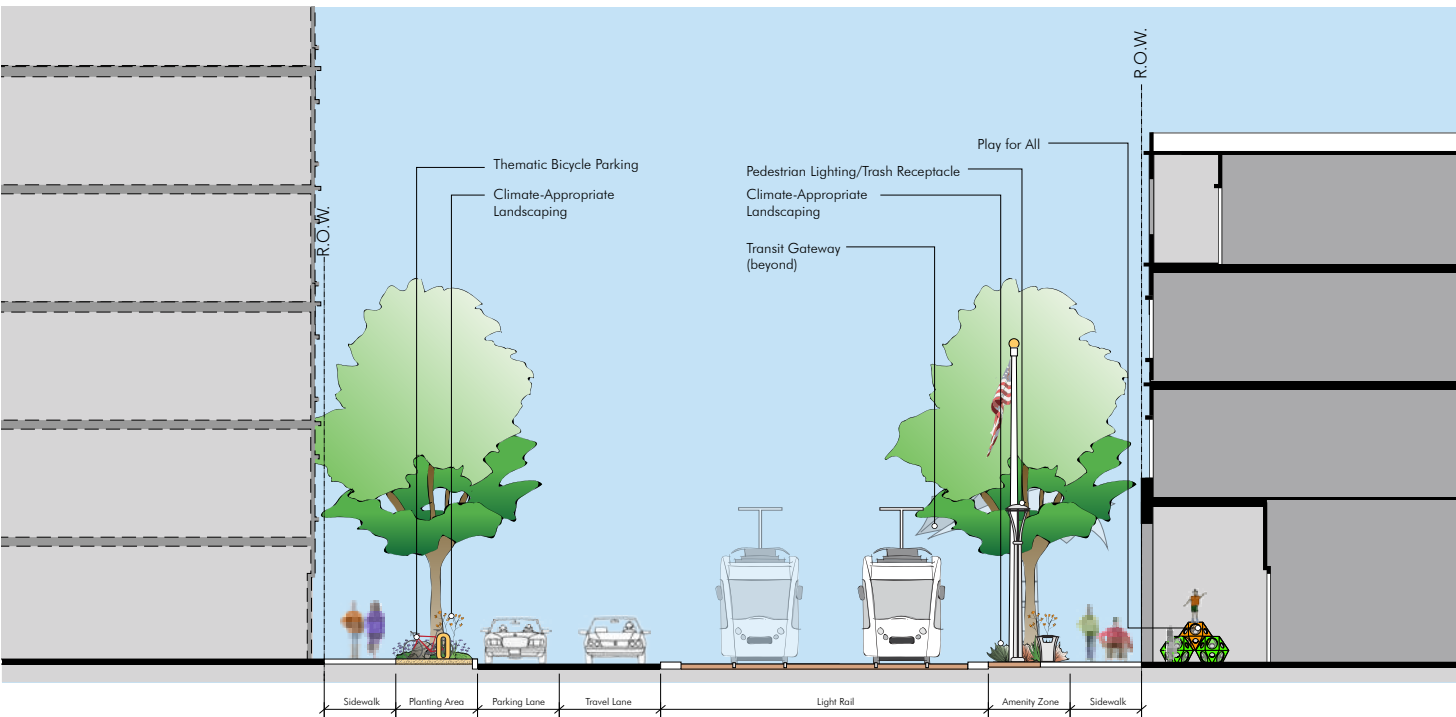 R.O.W.
R.O.W.
Thematic Bicycle Parking
Climate-Appropriate
Landscaping
Play for All
Pedestrian Lighting/Trash Receptacle
Climate-Appropriate
Landscaping
Transit Gateway
(beyond)
Sidewalk
Planting Area
Parking Lane
Travel Lane
Light Rail
Amenity Zone
Sidewalk